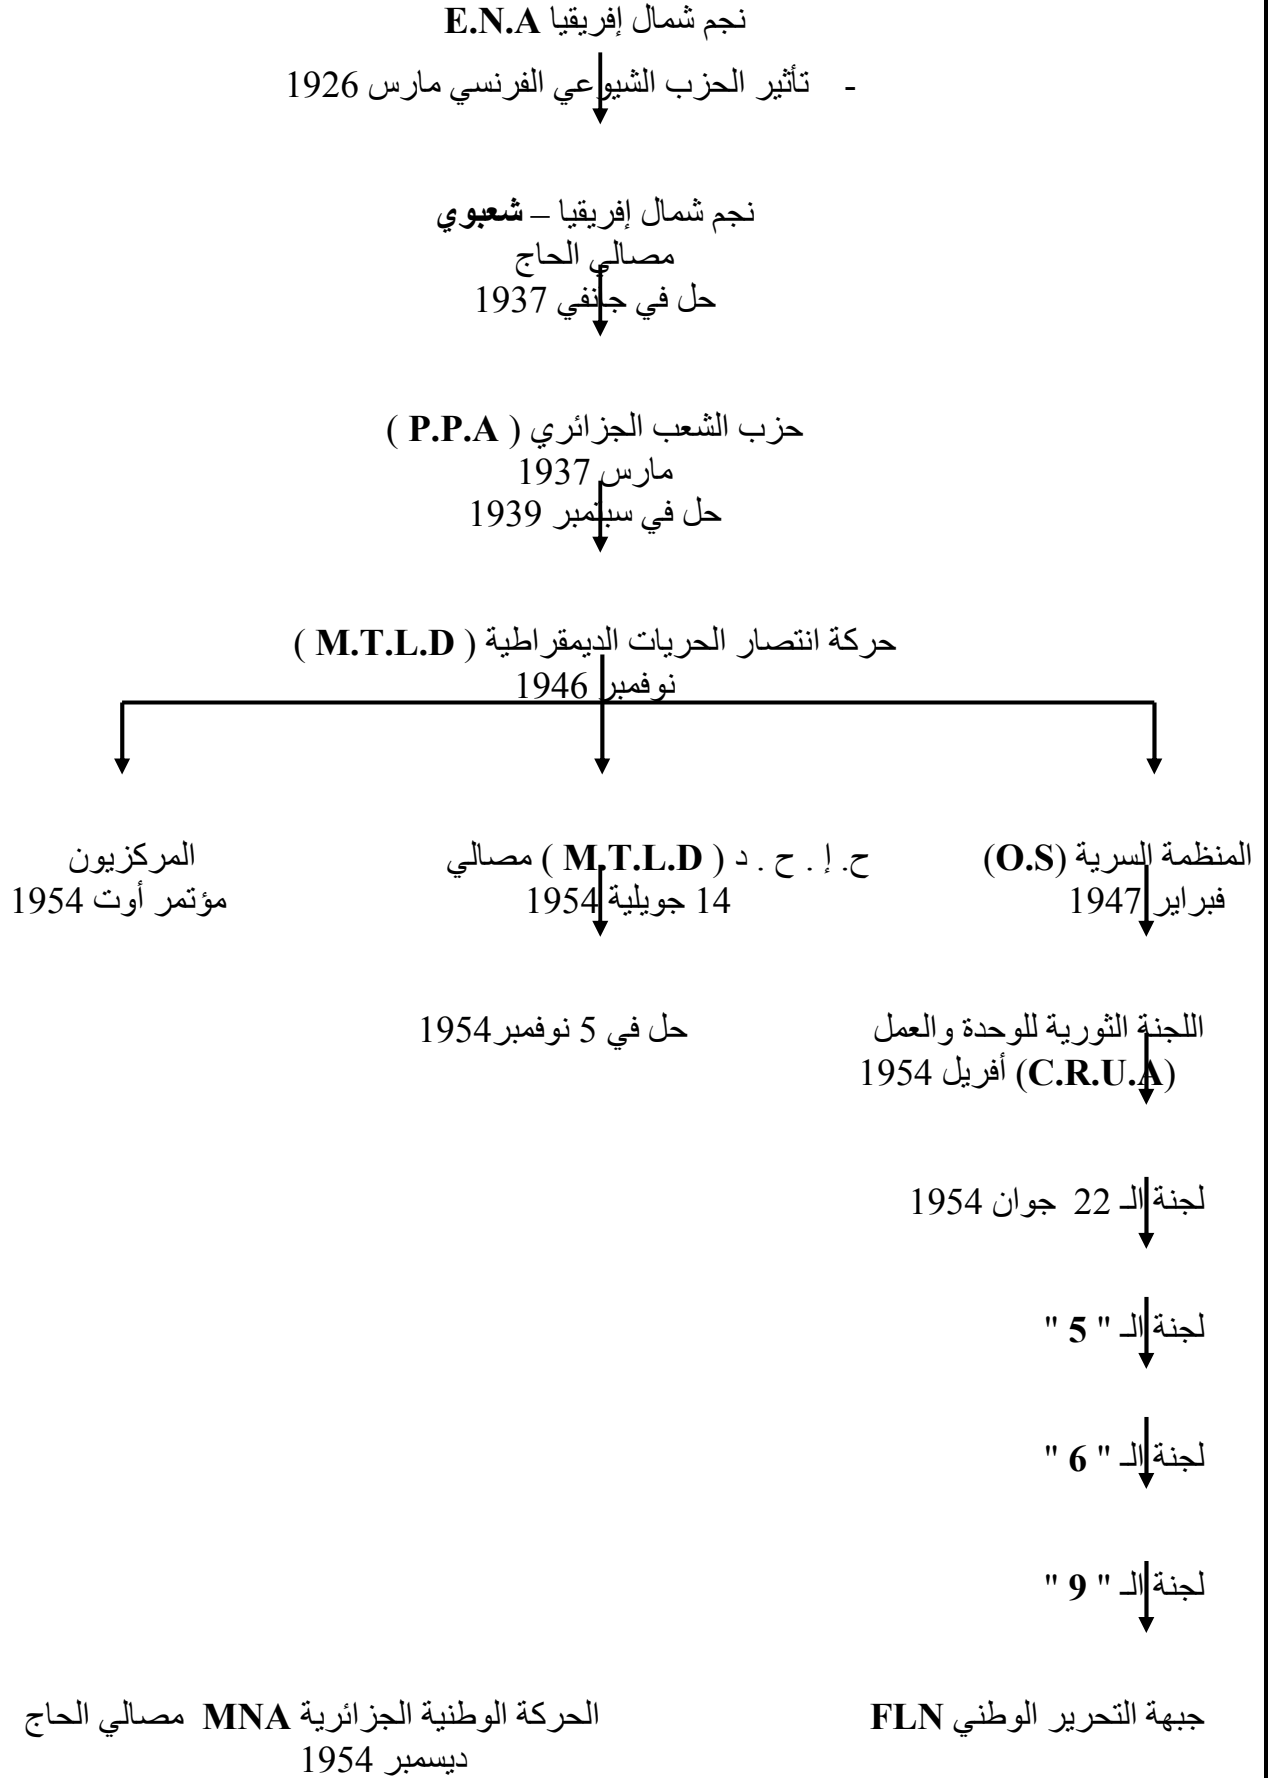 نجم شمال إفريقيا E.N.A
- تأثير الحزب الشيوعي الفرنسي مارس 1926
نجم شمال إفريقيا – شعبوي
مصالي الحاج
حل في جانفي 1937
حزب الشعب الجزائري ( P.P.A )
مارس 1937
حل في سبتمبر 1939
حركة انتصار الحريات الديمقراطية ( M.T.L.D )
نوفمبر 1946
المنظمة السرية (O.S)
فبراير 1947
ح. إ . ح . د ( M.T.L.D ) مصالي
14 جويلية 1954
المركزيون
مؤتمر أوت 1954
اللجنة الثورية للوحدة والعمل
(C.R.U.A) أفريل 1954
حل في 5 نوفمبر1954
لجنة الـ 22 جوان 1954
لجنة الـ " 5 "
لجنة الـ " 6 "
لجنة الـ " 9 "
جبهة التحرير الوطني FLN
الحركة الوطنية الجزائرية MNA مصالي الحاج
ديسمبر 1954